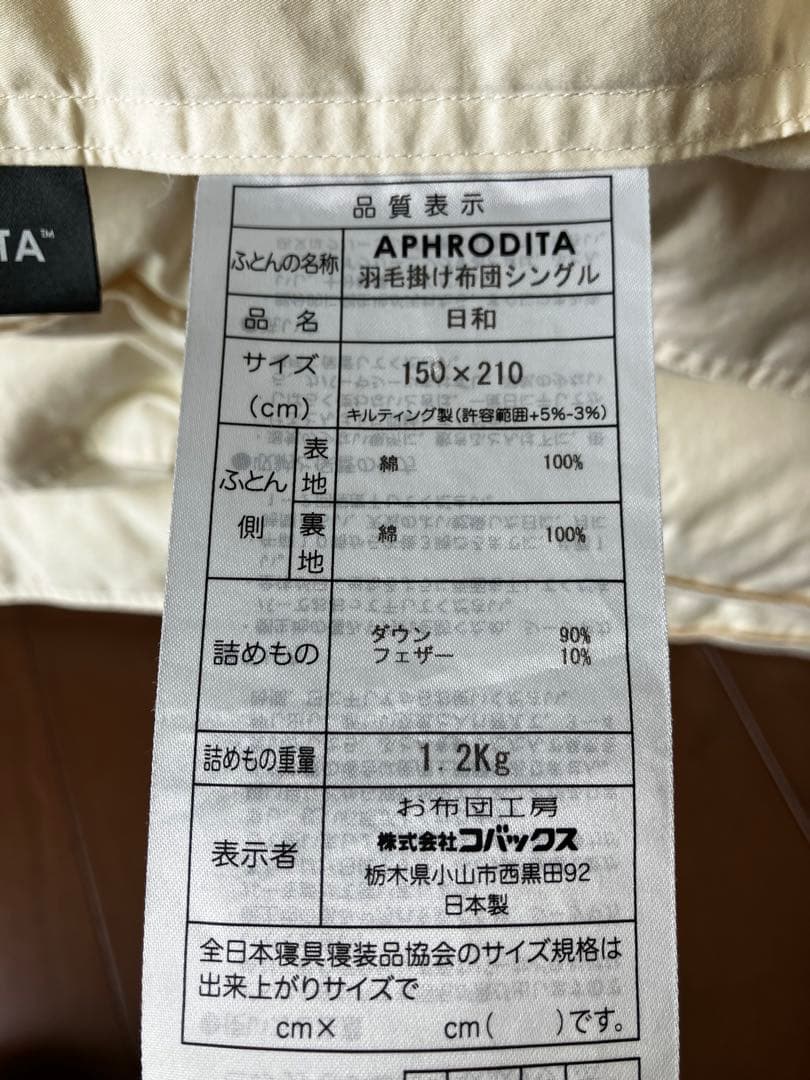 TA™
品質表示
ふとんの名称 APHRODITA
羽毛掛け布団シングル
品名 日和
サイズ(cm) 150×210
キルティング製(許容範囲+5%-3%)
ふとん側 表地 綿 100%
裏地 綿 100%
詰めもの ダウン 90%
フェザー 10%
詰めもの重量 1.2Kg
表示者 お布団工房
株式会社コバックス
栃木県小山市西黒田92
日本製
全日本寝具寝装品協会のサイズ規格は
出来上がりサイズで
cm× cm( )です。